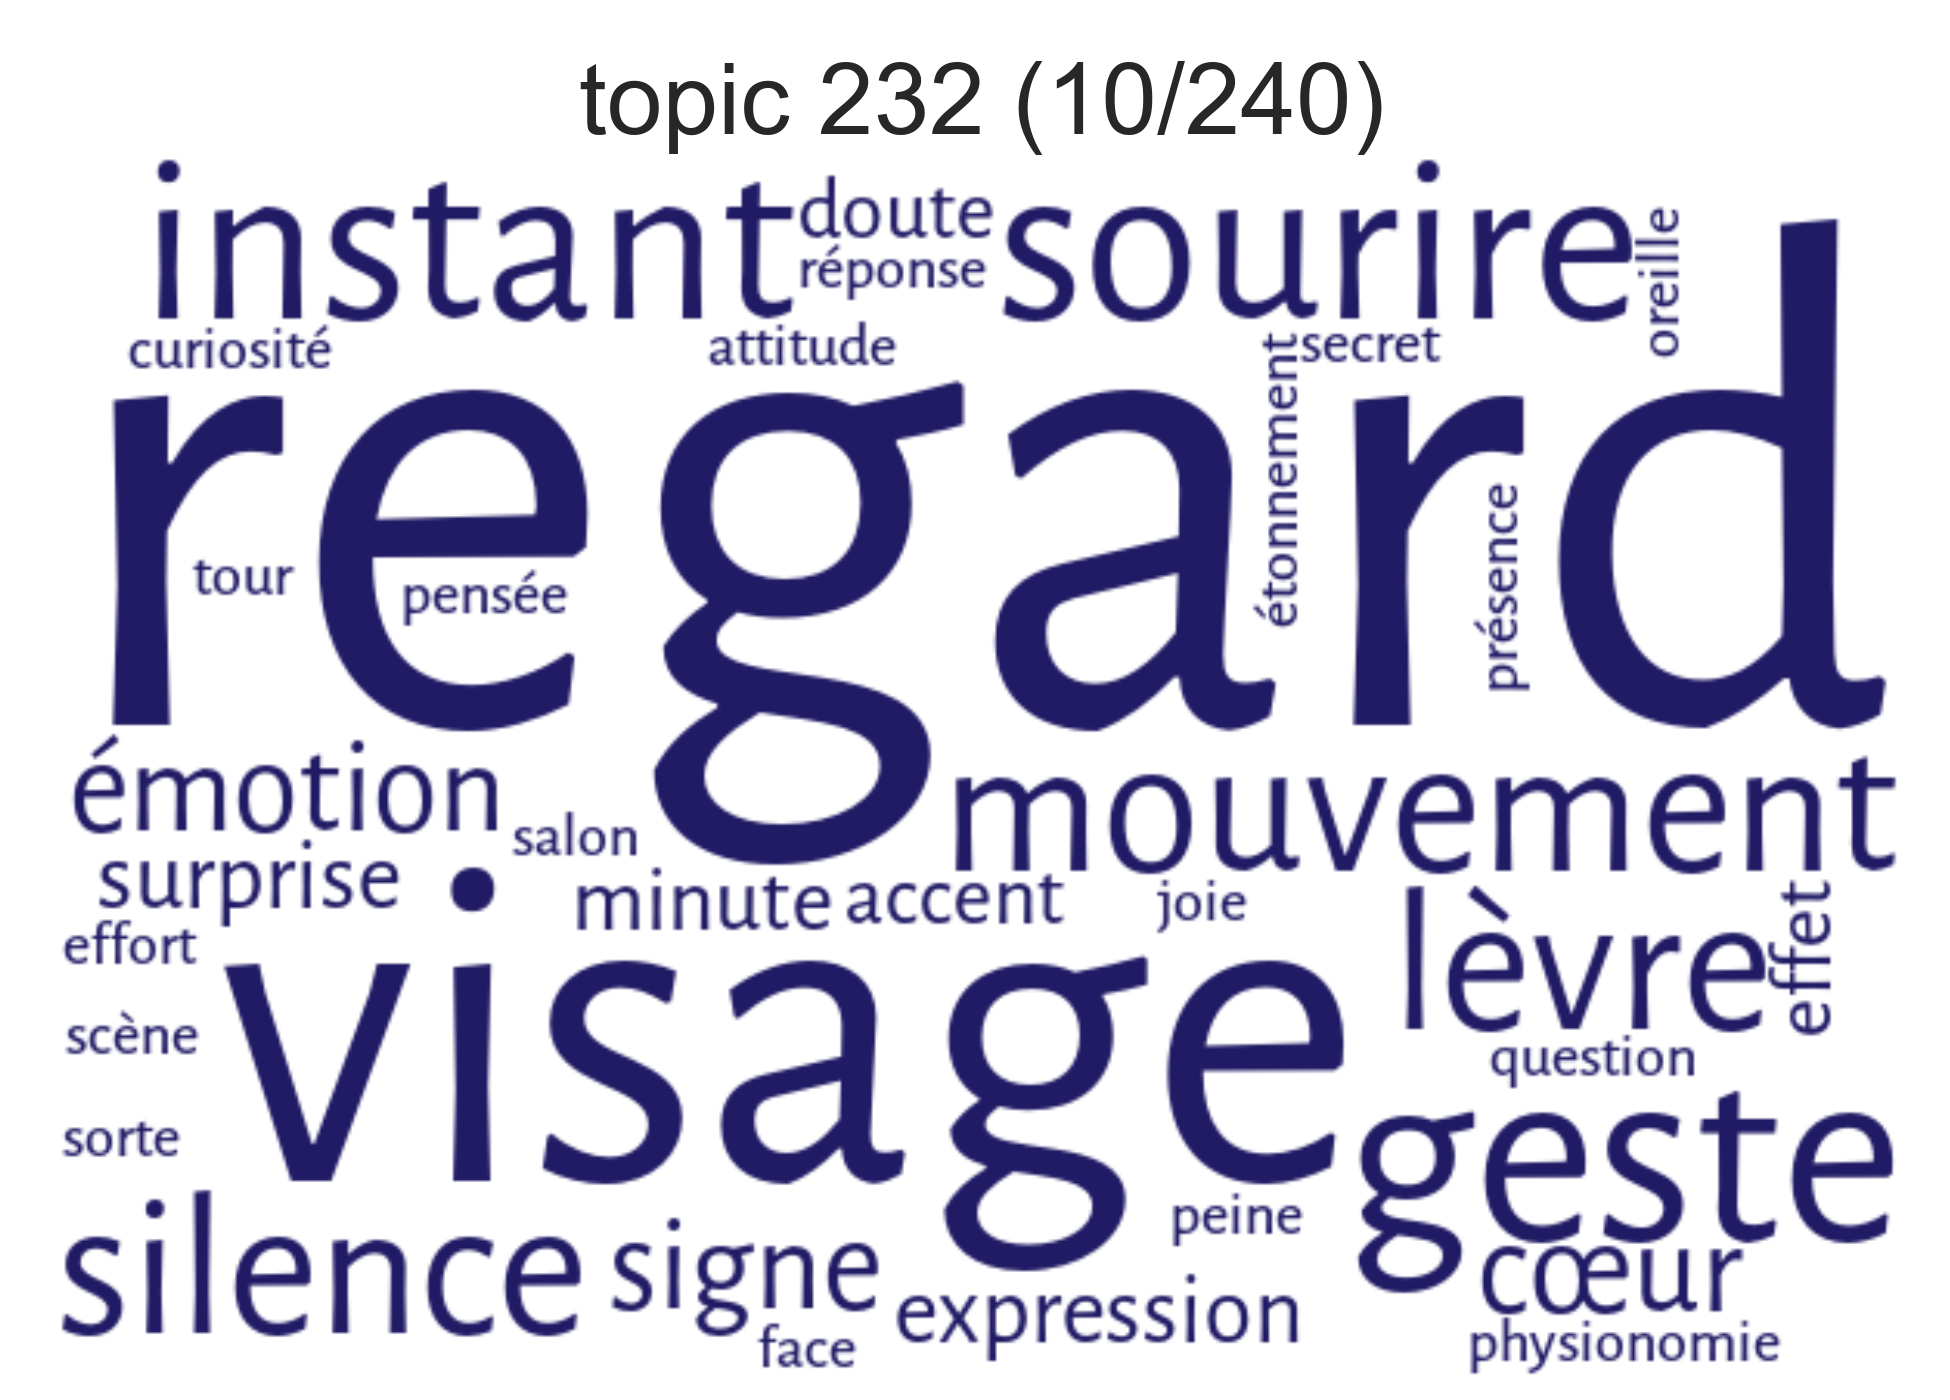 topic 232 (10/240)
instant
doute
réponse
sourire
oreille
curiosité
attitude
étonnement
secret
regard
tour
pensée
présence
émotion
salon
mouvement
surprise
minute
accent
joie
effort
lèvre
effet
scène
visage
question
sorte
geste
silence
signe
peine
cœur
face
expression
physionomie